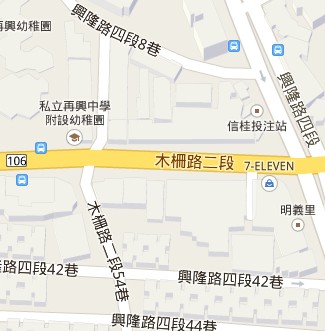 興隆路四段8巷
再興幼稚園
興隆路四段
私立再興中學
附設幼稚園
信桂投注站
106
木柵路二段
7-ELEVEN
木柵路二段54巷
明義里
路四段42巷
興隆路四段42巷
興隆路四段44巷